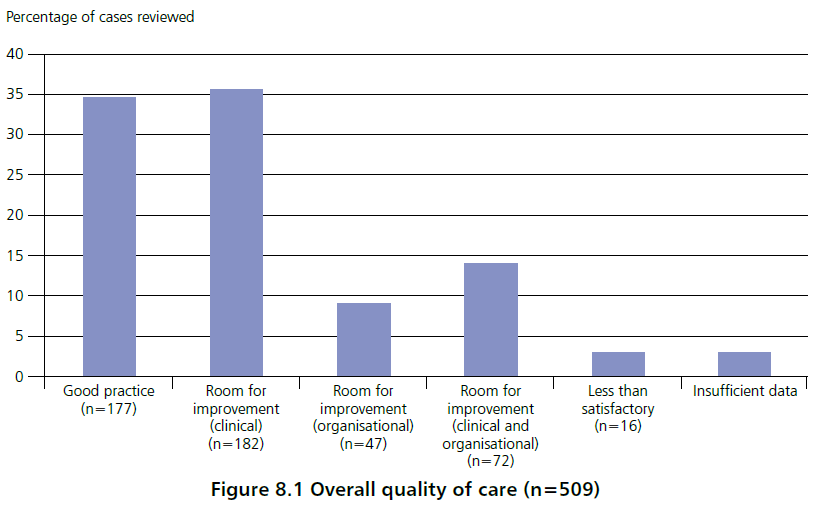 Percentage of cases reviewed
40
35
30
25
20
15
10
5
0
Good practice
(n=177)
Room for
improvement
(clinical)
(n=182)
Room for
improvement
(organisational)
(n=47)
Room for
improvement
(clinical and
organisational)
(n=72)
Less than
satisfactory
(n=16)
Insufficient data
Figure 8.1 Overall quality of care (n=509)